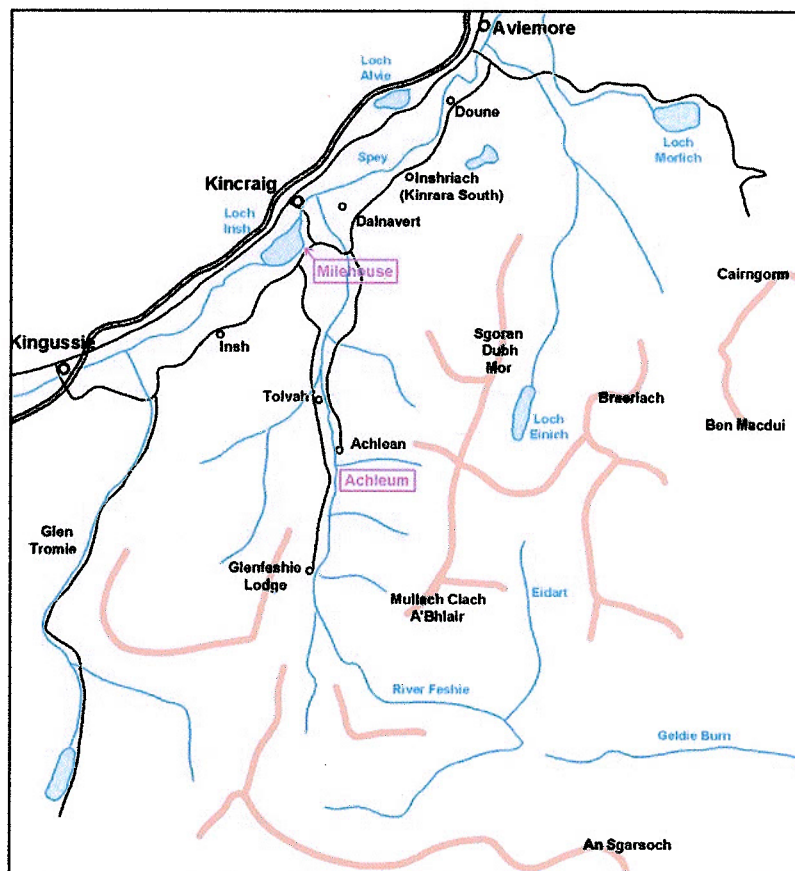 Aviemore
Loch
Alvie
Doune
Loch
Morlich
Spey
Inshriach
(Kinrara South)
Kincraig
Dalnavert
Loch
Insh
Milehouse
Cairngorm
Kingussie
Insh
Sgoran
Dubh
Mor
Tolvah
Braeriach
Loch
Einich
Ben Macdui
Achlean
Achleum
Glen
Tromie
Glenfeshie
Lodge
Mullach Clach
A'Bhlair
Eidart
River Feshie
Geldie Burn
An Sgarsoch